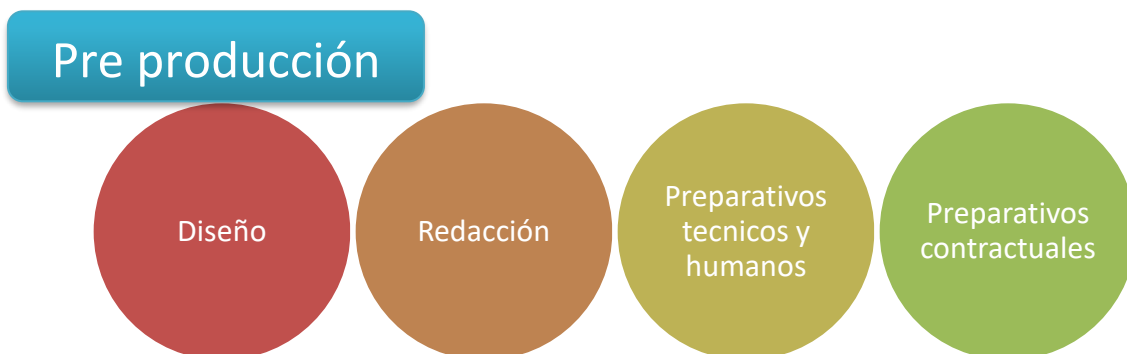 Pre producción
Diseño
Redacción
Preparativos
tecnicos y
humanos
Preparativos
contractuales